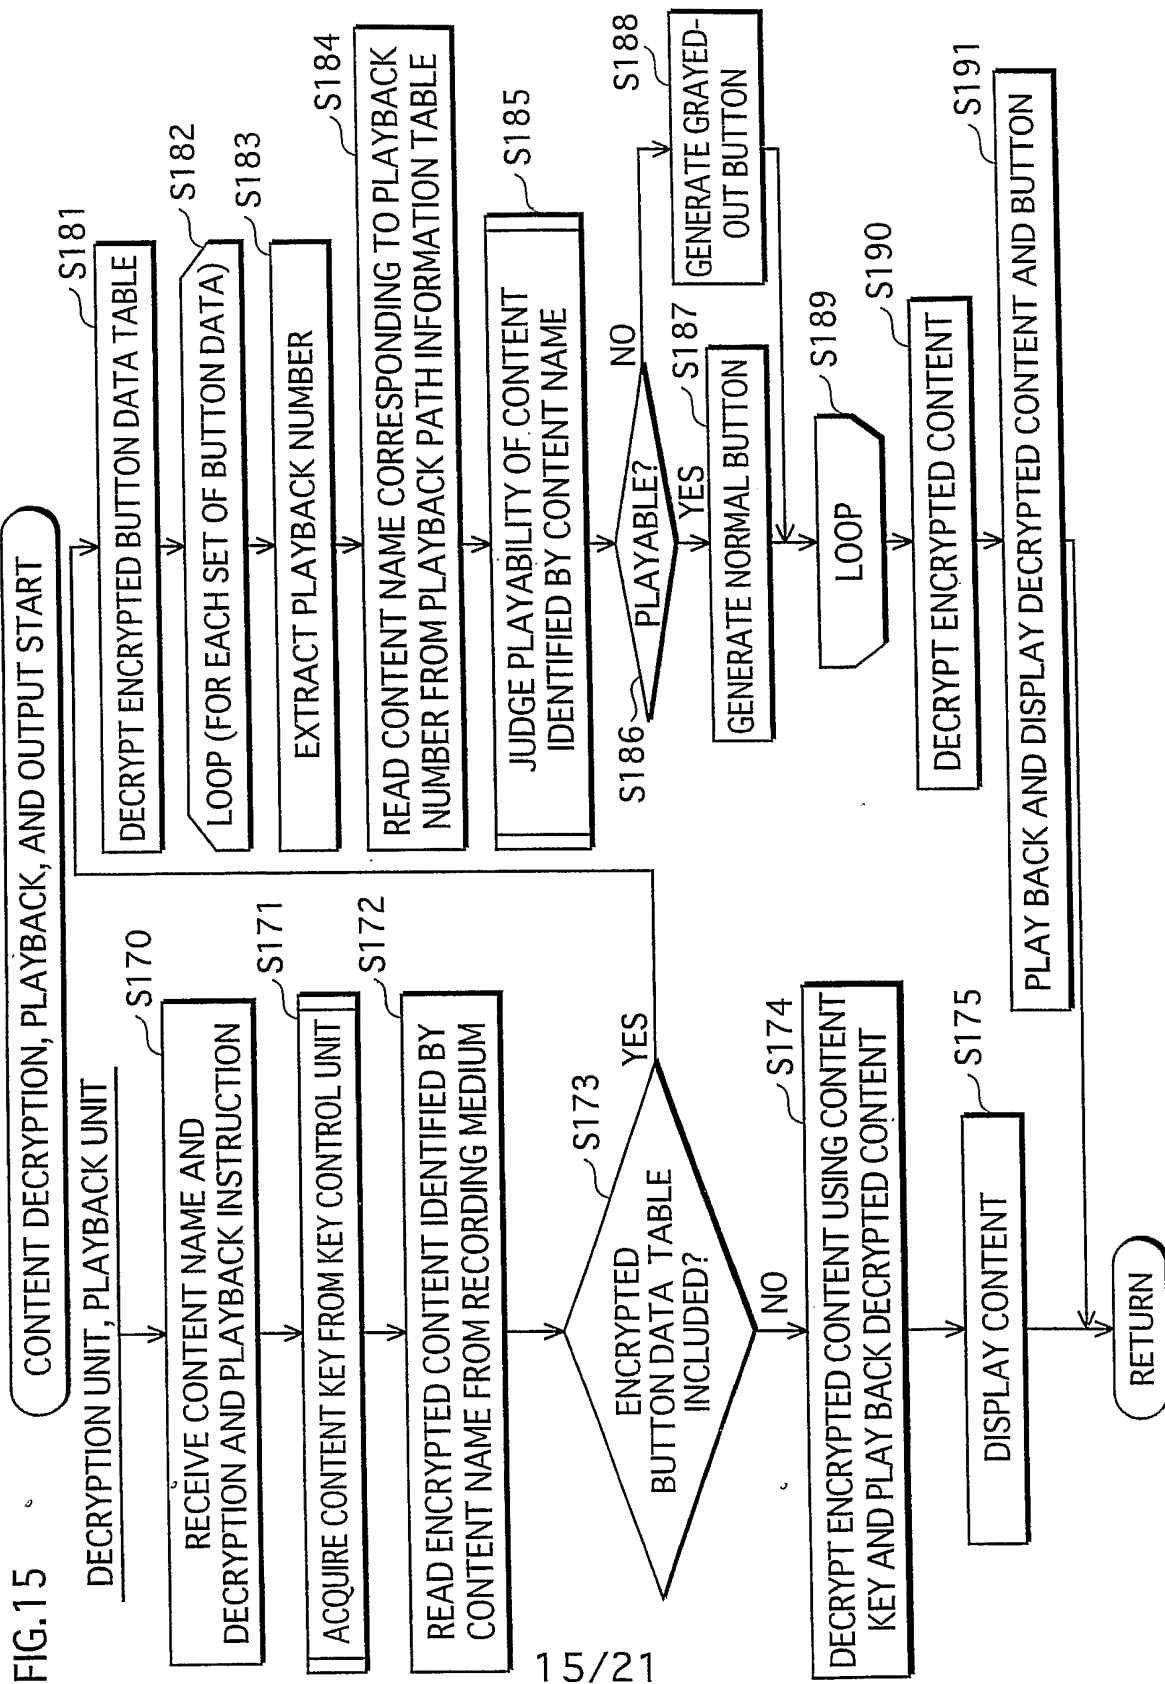 FIG.15
CONTENT DECRYPTION, PLAYBACK, AND OUTPUT START
DECRYPTION UNIT, PLAYBACK UNIT
S170
RECEIVE CONTENT NAME AND
DECRYPTION AND PLAYBACK INSTRUCTION
S171
ACQUIRE CONTENT KEY FROM KEY CONTROL UNIT
S172
READ ENCRYPTED CONTENT IDENTIFIED BY
CONTENT NAME FROM RECORDING MEDIUM
S173
ENCRYPTED
BUTTON DATA TABLE
INCLUDED?
YES
NO
S174
DECRYPT ENCRYPTED CONTENT USING CONTENT
KEY AND PLAY BACK DECRYPTED CONTENT
S175
DISPLAY CONTENT
RETURN
S181
DECRYPT ENCRYPTED BUTTON DATA TABLE
S182
LOOP (FOR EACH SET OF BUTTON DATA)
S183
EXTRACT PLAYBACK NUMBER
S184
READ CONTENT NAME CORRESPONDING TO PLAYBACK
NUMBER FROM PLAYBACK PATH INFORMATION TABLE
S185
JUDGE PLAYABILITY OF CONTENT
IDENTIFIED BY CONTENT NAME
S186
PLAYABLE?
NO
YES
S187
GENERATE NORMAL BUTTON
S188
GENERATE GRAYED-
OUT BUTTON
S189
LOOP
S190
DECRYPT ENCRYPTED CONTENT
S191
PLAY BACK AND DISPLAY DECRYPTED CONTENT AND BUTTON
15/21